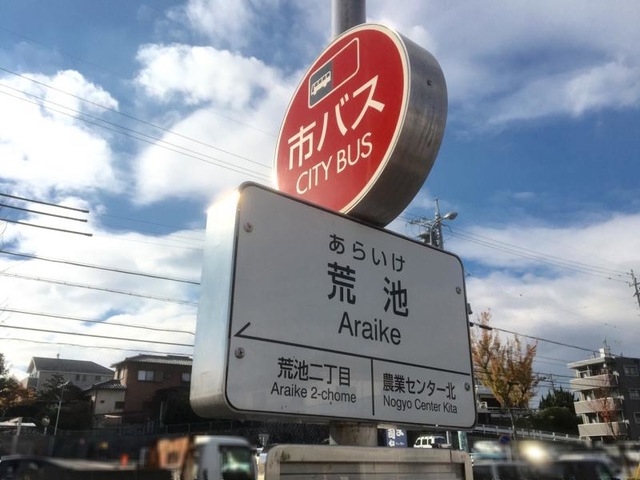 市バス
CITY BUS
あらいけ
荒池
Araike
荒池二丁目
Araike 2-chome
農業センター北
Nogyo Center Kita